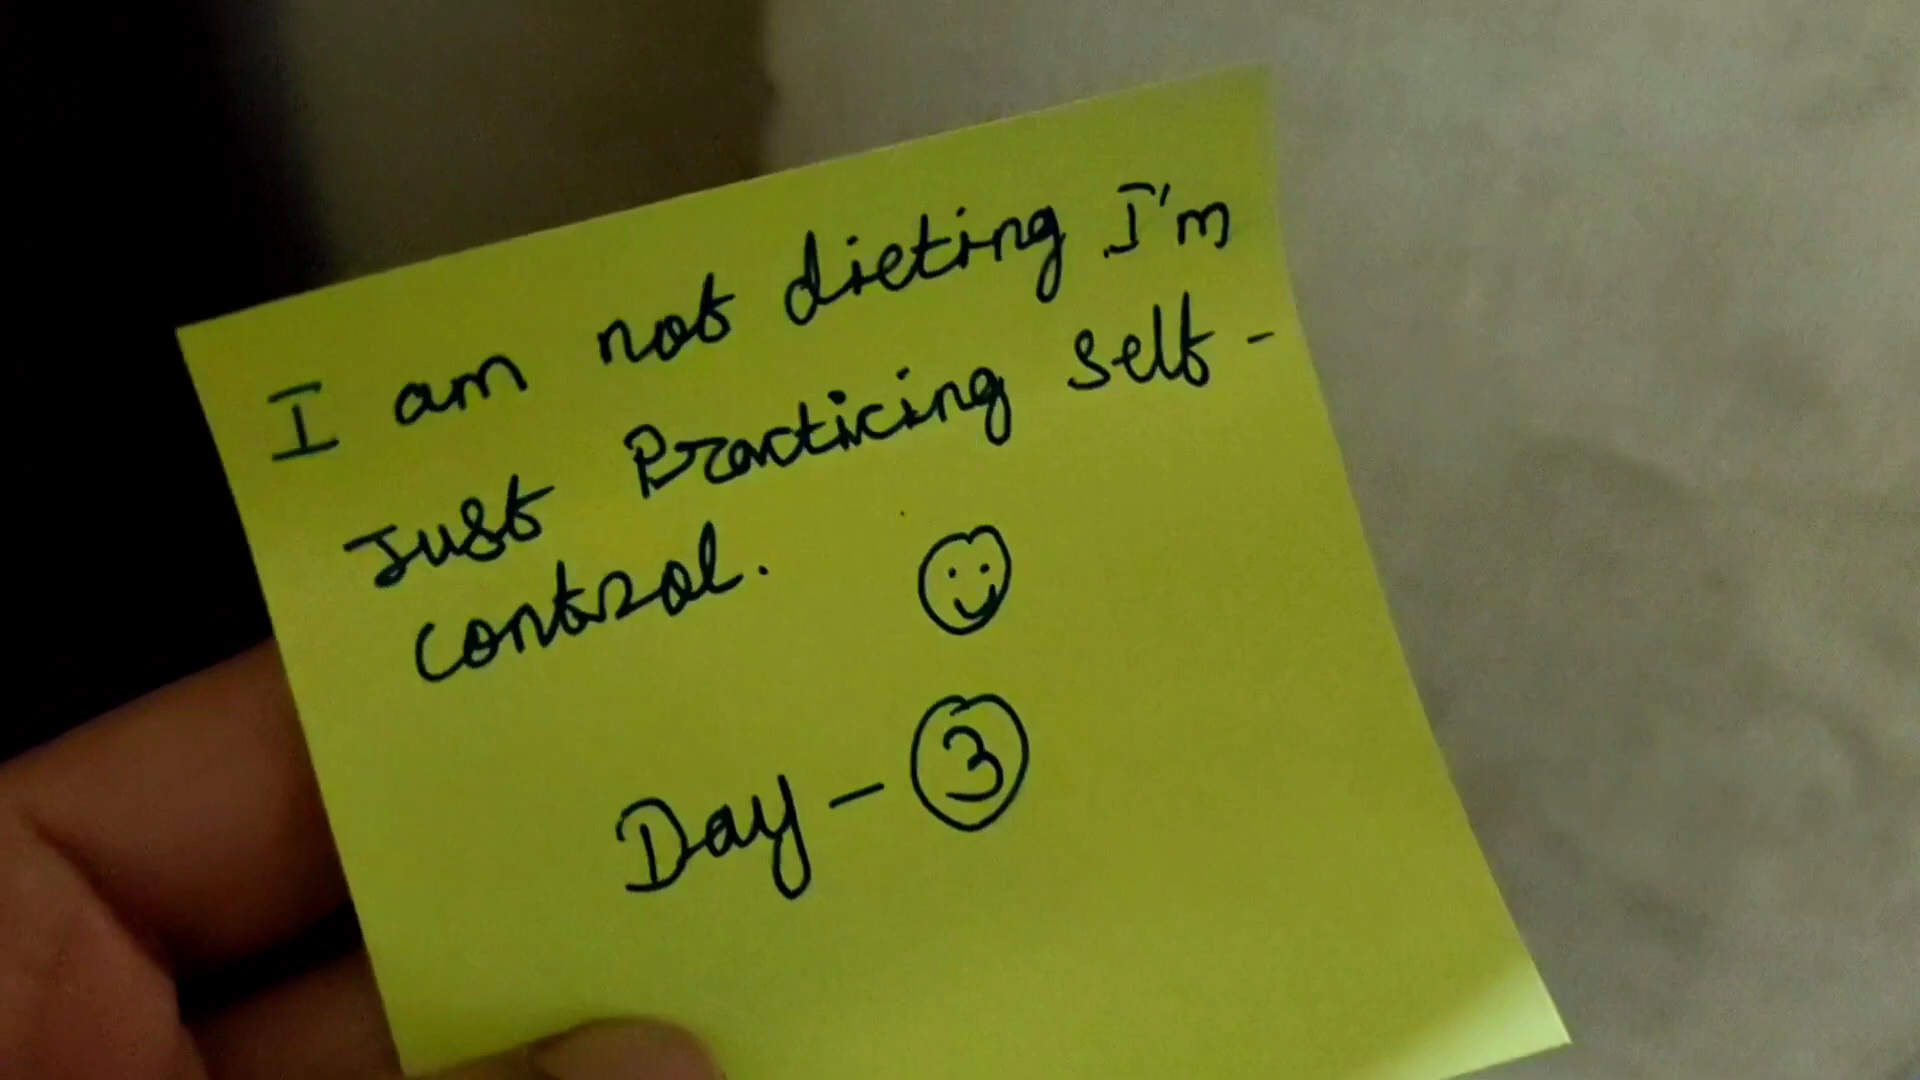 I am not dieting I'm
Just Practicing Self-
control.
Day - 3